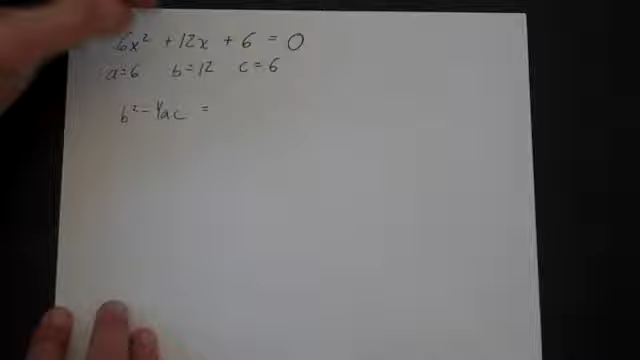 6x² + 12x + 6 = 0
a = 6 b = 12 c = 6
b² - 4ac =